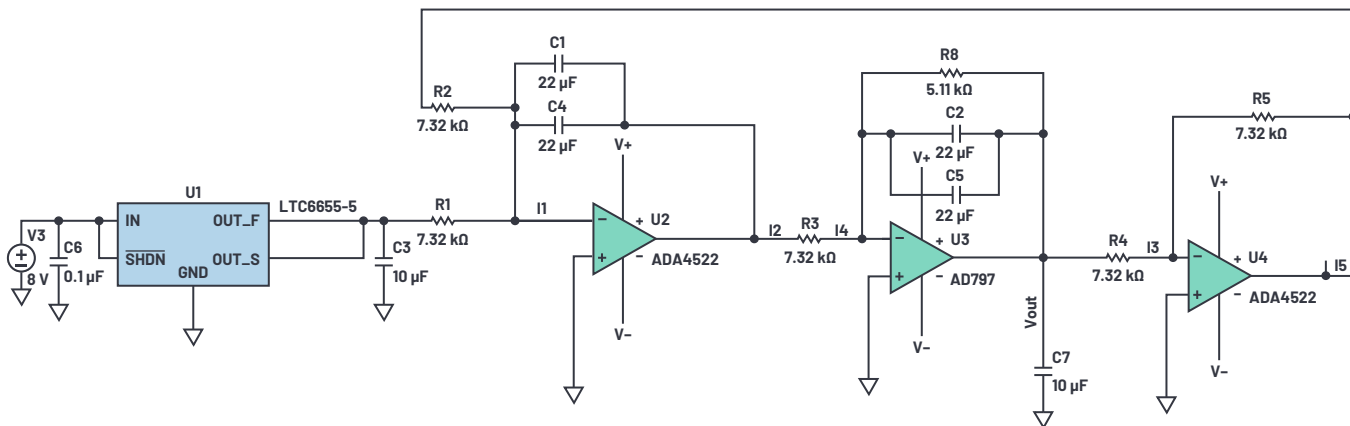 C1
22 µF
R2
7.32 kΩ
C4
22 µF
R8
5.11 kΩ
C2
22 µF
C5
22 µF
R5
7.32 kΩ
V+
V+
V+
U1
IN
OUT_F
SHDN
OUT_S
GND
LTC6655-5
R1
7.32 kΩ
I1
−
+
+
−
U2
ADA4522
I2
R3
7.32 kΩ
I4
−
+
+
−
U3
AD797
R4
7.32 kΩ
I3
−
+
+
−
U4
ADA4522
I5
V3
+
−
8 V
C6
0.1 µF
C3
10 µF
V−
V−
V−
Vout
C7
10 µF